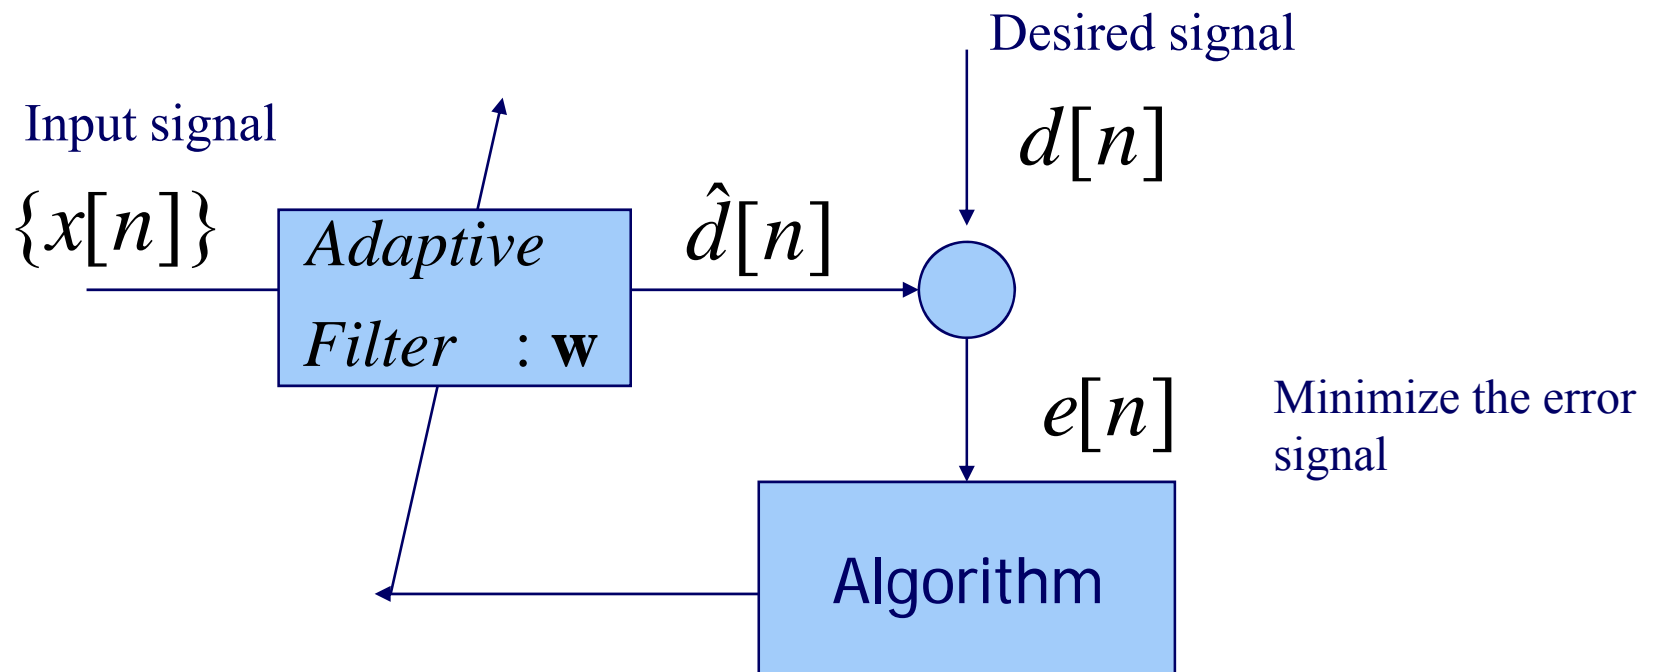 Desired signal
Input signal
d[n]
{x[n]}
Adaptive
d̂[n]
Filter : w
e[n]
Minimize the error
signal
Algorithm